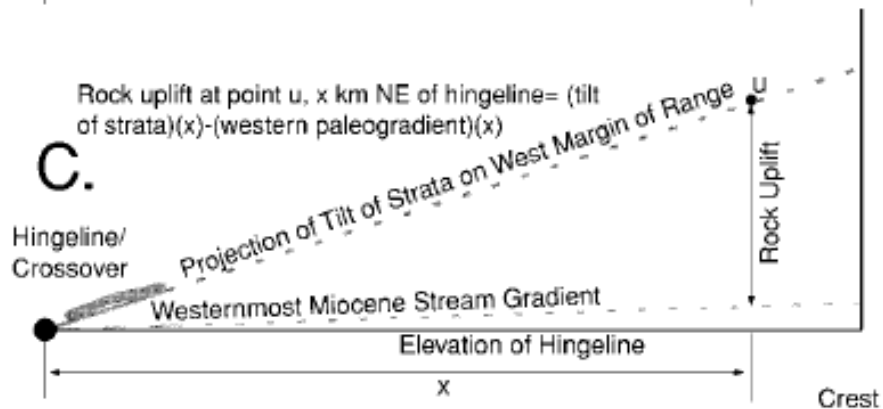 Rock uplift at point u, x km NE of hingeline= (tilt
of strata)(x)-(western paleogradient)(x)
C.
U
Projection of Tilt of Strata on West Margin of Range
Rock Uplift
Hingeline/
Crossover
Westernmost Miocene Stream Gradient
Elevation of Hingeline
x
Crest